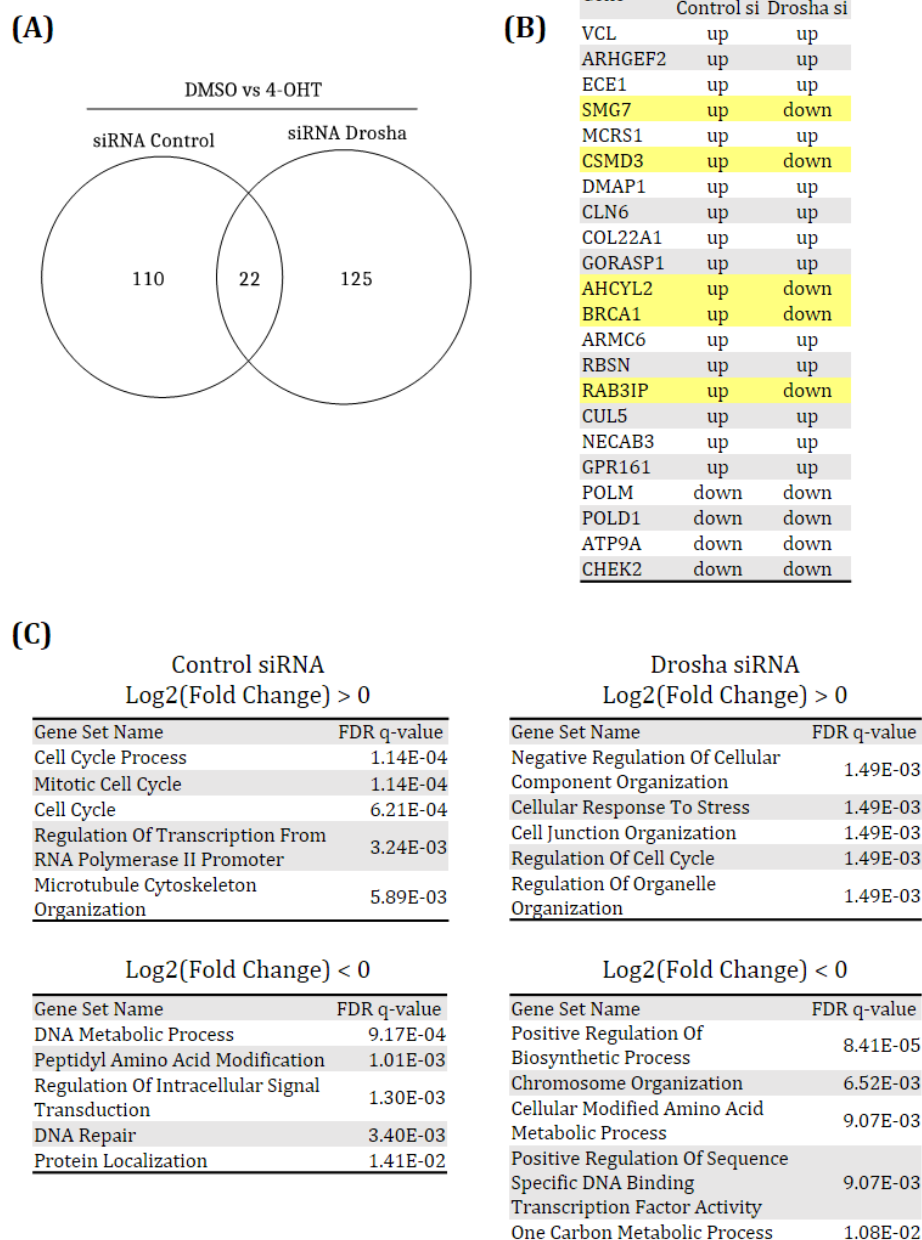 (A)
DMSO vs 4-OHT
siRNA Control siRNA Drosha
110 22 125
(B)
Control si Drosha si
VCL up up
ARHGEF2 up up
ECE1 up up
SMG7 up down
MCRS1 up up
CSMD3 up down
DMAP1 up up
CLN6 up up
COL22A1 up up
GORASP1 up up
AHCYL2 up down
BRCA1 up down
ARMC6 up up
RBSN up up
RAB3IP up down
CUL5 up up
NECAB3 up up
GPR161 up up
POLM down down
POLD1 down down
ATP9A down down
CHEK2 down down
(C)
Control siRNA
Log2(Fold Change) > 0
Gene Set Name FDR q-value
Cell Cycle Process 1.14E-04
Mitotic Cell Cycle 1.14E-04
Cell Cycle 6.21E-04
Regulation Of Transcription From
RNA Polymerase II Promoter 3.24E-03
Microtubule Cytoskeleton
Organization 5.89E-03
Log2(Fold Change) < 0
Gene Set Name FDR q-value
DNA Metabolic Process 9.17E-04
Peptidyl Amino Acid Modification 1.01E-03
Regulation Of Intracellular Signal
Transduction 1.30E-03
DNA Repair 3.40E-03
Protein Localization 1.41E-02
Drosha siRNA
Log2(Fold Change) > 0
Gene Set Name FDR q-value
Negative Regulation Of Cellular
Component Organization 1.49E-03
Cellular Response To Stress 1.49E-03
Cell Junction Organization 1.49E-03
Regulation Of Cell Cycle 1.49E-03
Regulation Of Organelle
Organization 1.49E-03
Log2(Fold Change) < 0
Gene Set Name FDR q-value
Positive Regulation Of
Biosynthetic Process 8.41E-05
Chromosome Organization 6.52E-03
Cellular Modified Amino Acid
Metabolic Process 9.07E-03
Positive Regulation Of Sequence
Specific DNA Binding 9.07E-03
Transcription Factor Activity
One Carbon Metabolic Process 1.08E-02